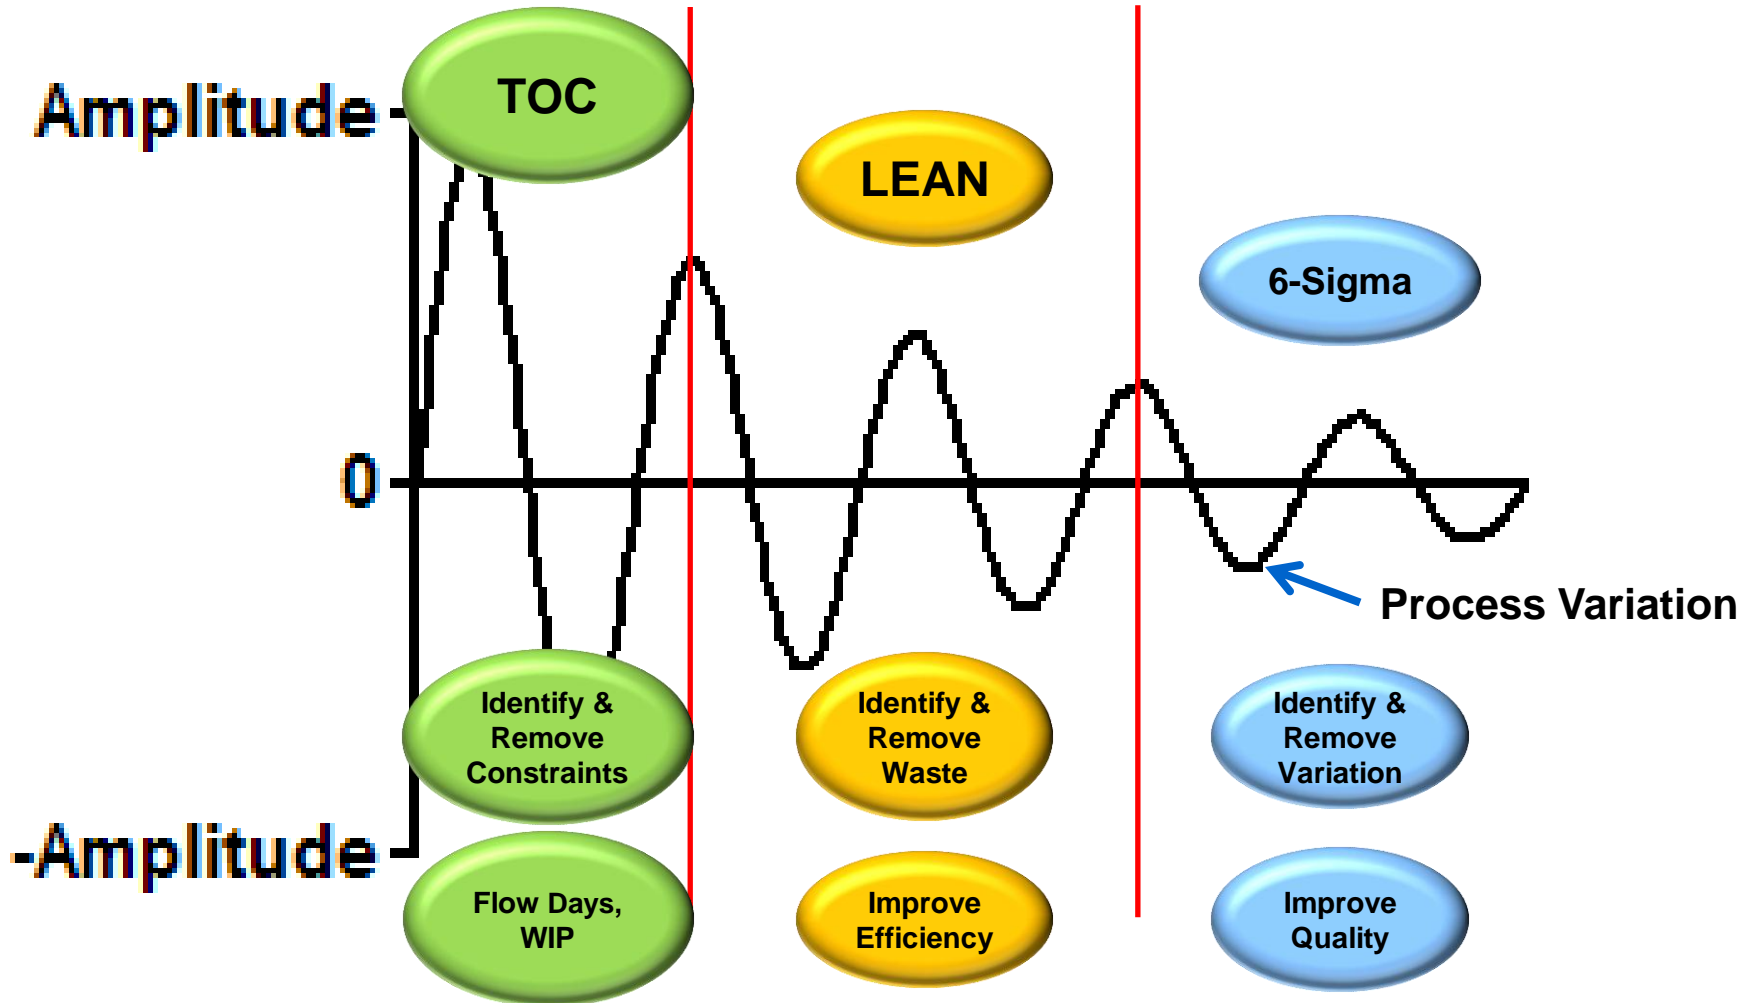 TOC
Amplitude
LEAN
6-Sigma
0
Process Variation
Identify &
Remove
Constraints
Identify &
Remove
Waste
Identify &
Remove
Variation
-Amplitude
Flow Days,
WIP
Improve
Efficiency
Improve
Quality